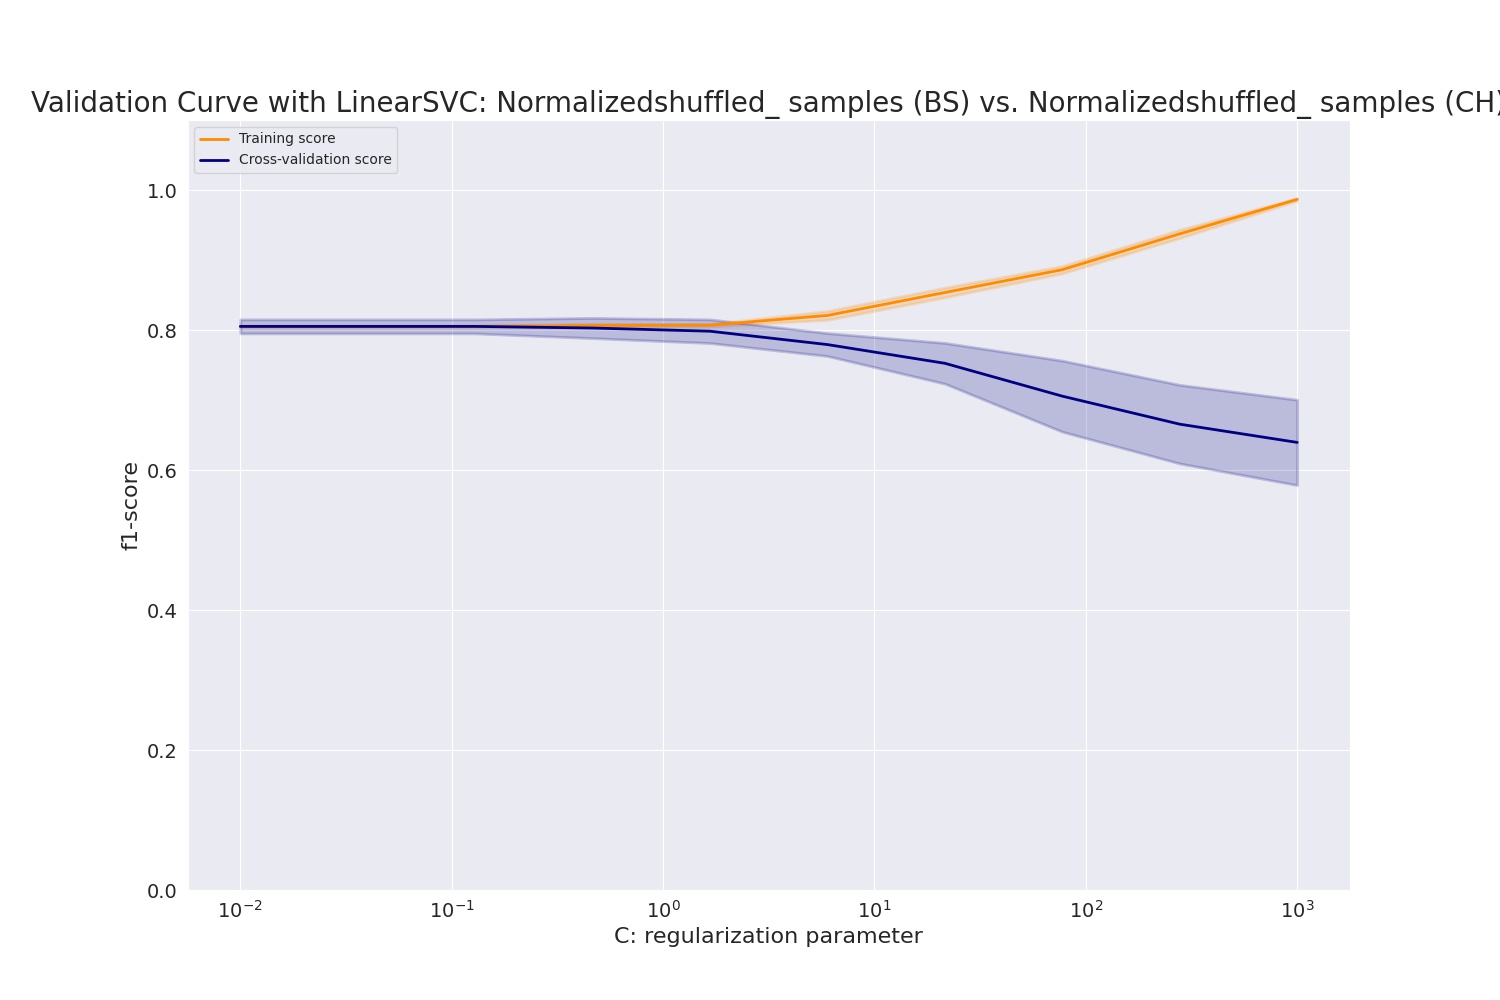 Validation Curve with LinearSVC: Normalizedshuffled_ samples (BS) vs. Normalizedshuffled_ samples (CH)
Training score
Cross-validation score
1.0
0.8
0.6
0.4
0.2
0.0
f1-score
10⁻² 10⁻¹ 10⁰ 10¹ 10² 10³
C: regularization parameter